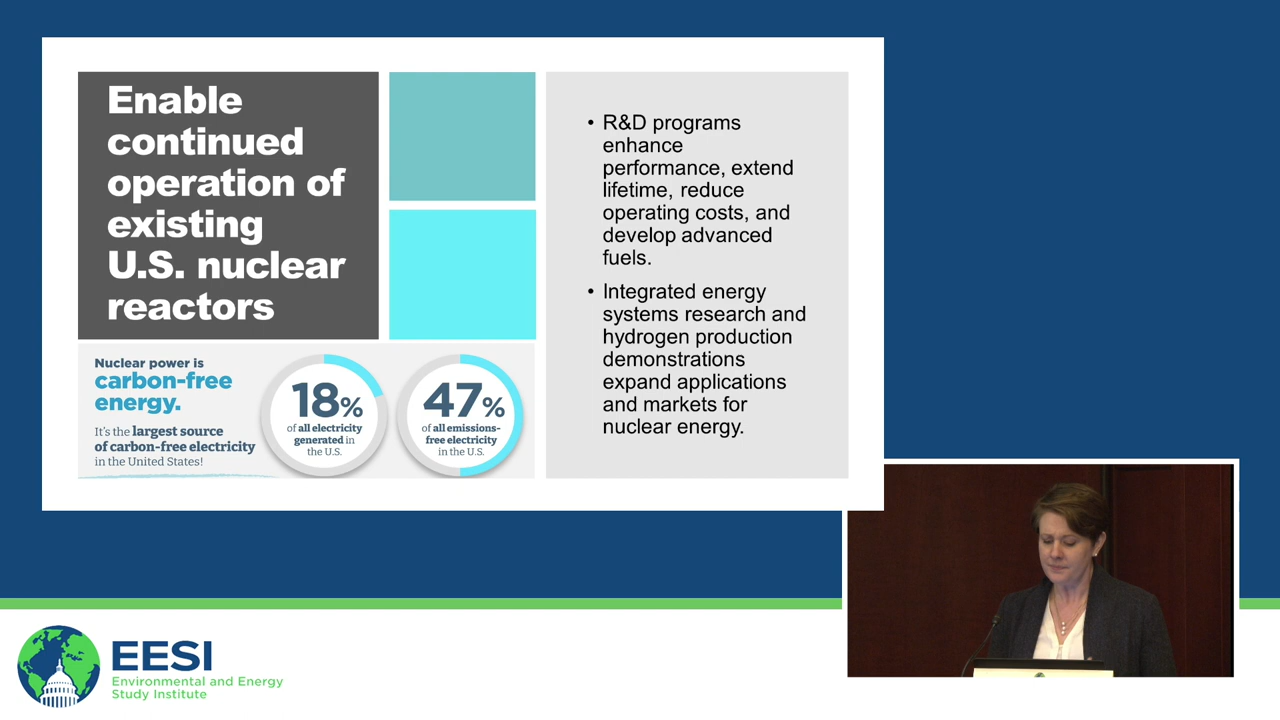 Enable
continued
operation of
existing
U.S. nuclear
reactors
Nuclear power is
carbon-free
energy.
It's the largest source
of carbon-free electricity
in the United States!
18%
of all electricity
generated in
the U.S.
47%
of all emissions-
free electricity
in the U.S.
• R&D programs
enhance
performance, extend
lifetime, reduce
operating costs, and
develop advanced
fuels.
• Integrated energy
systems research and
hydrogen production
demonstrations
expand applications
and markets for
nuclear energy.
EESI
Environmental and Energy
Study Institute